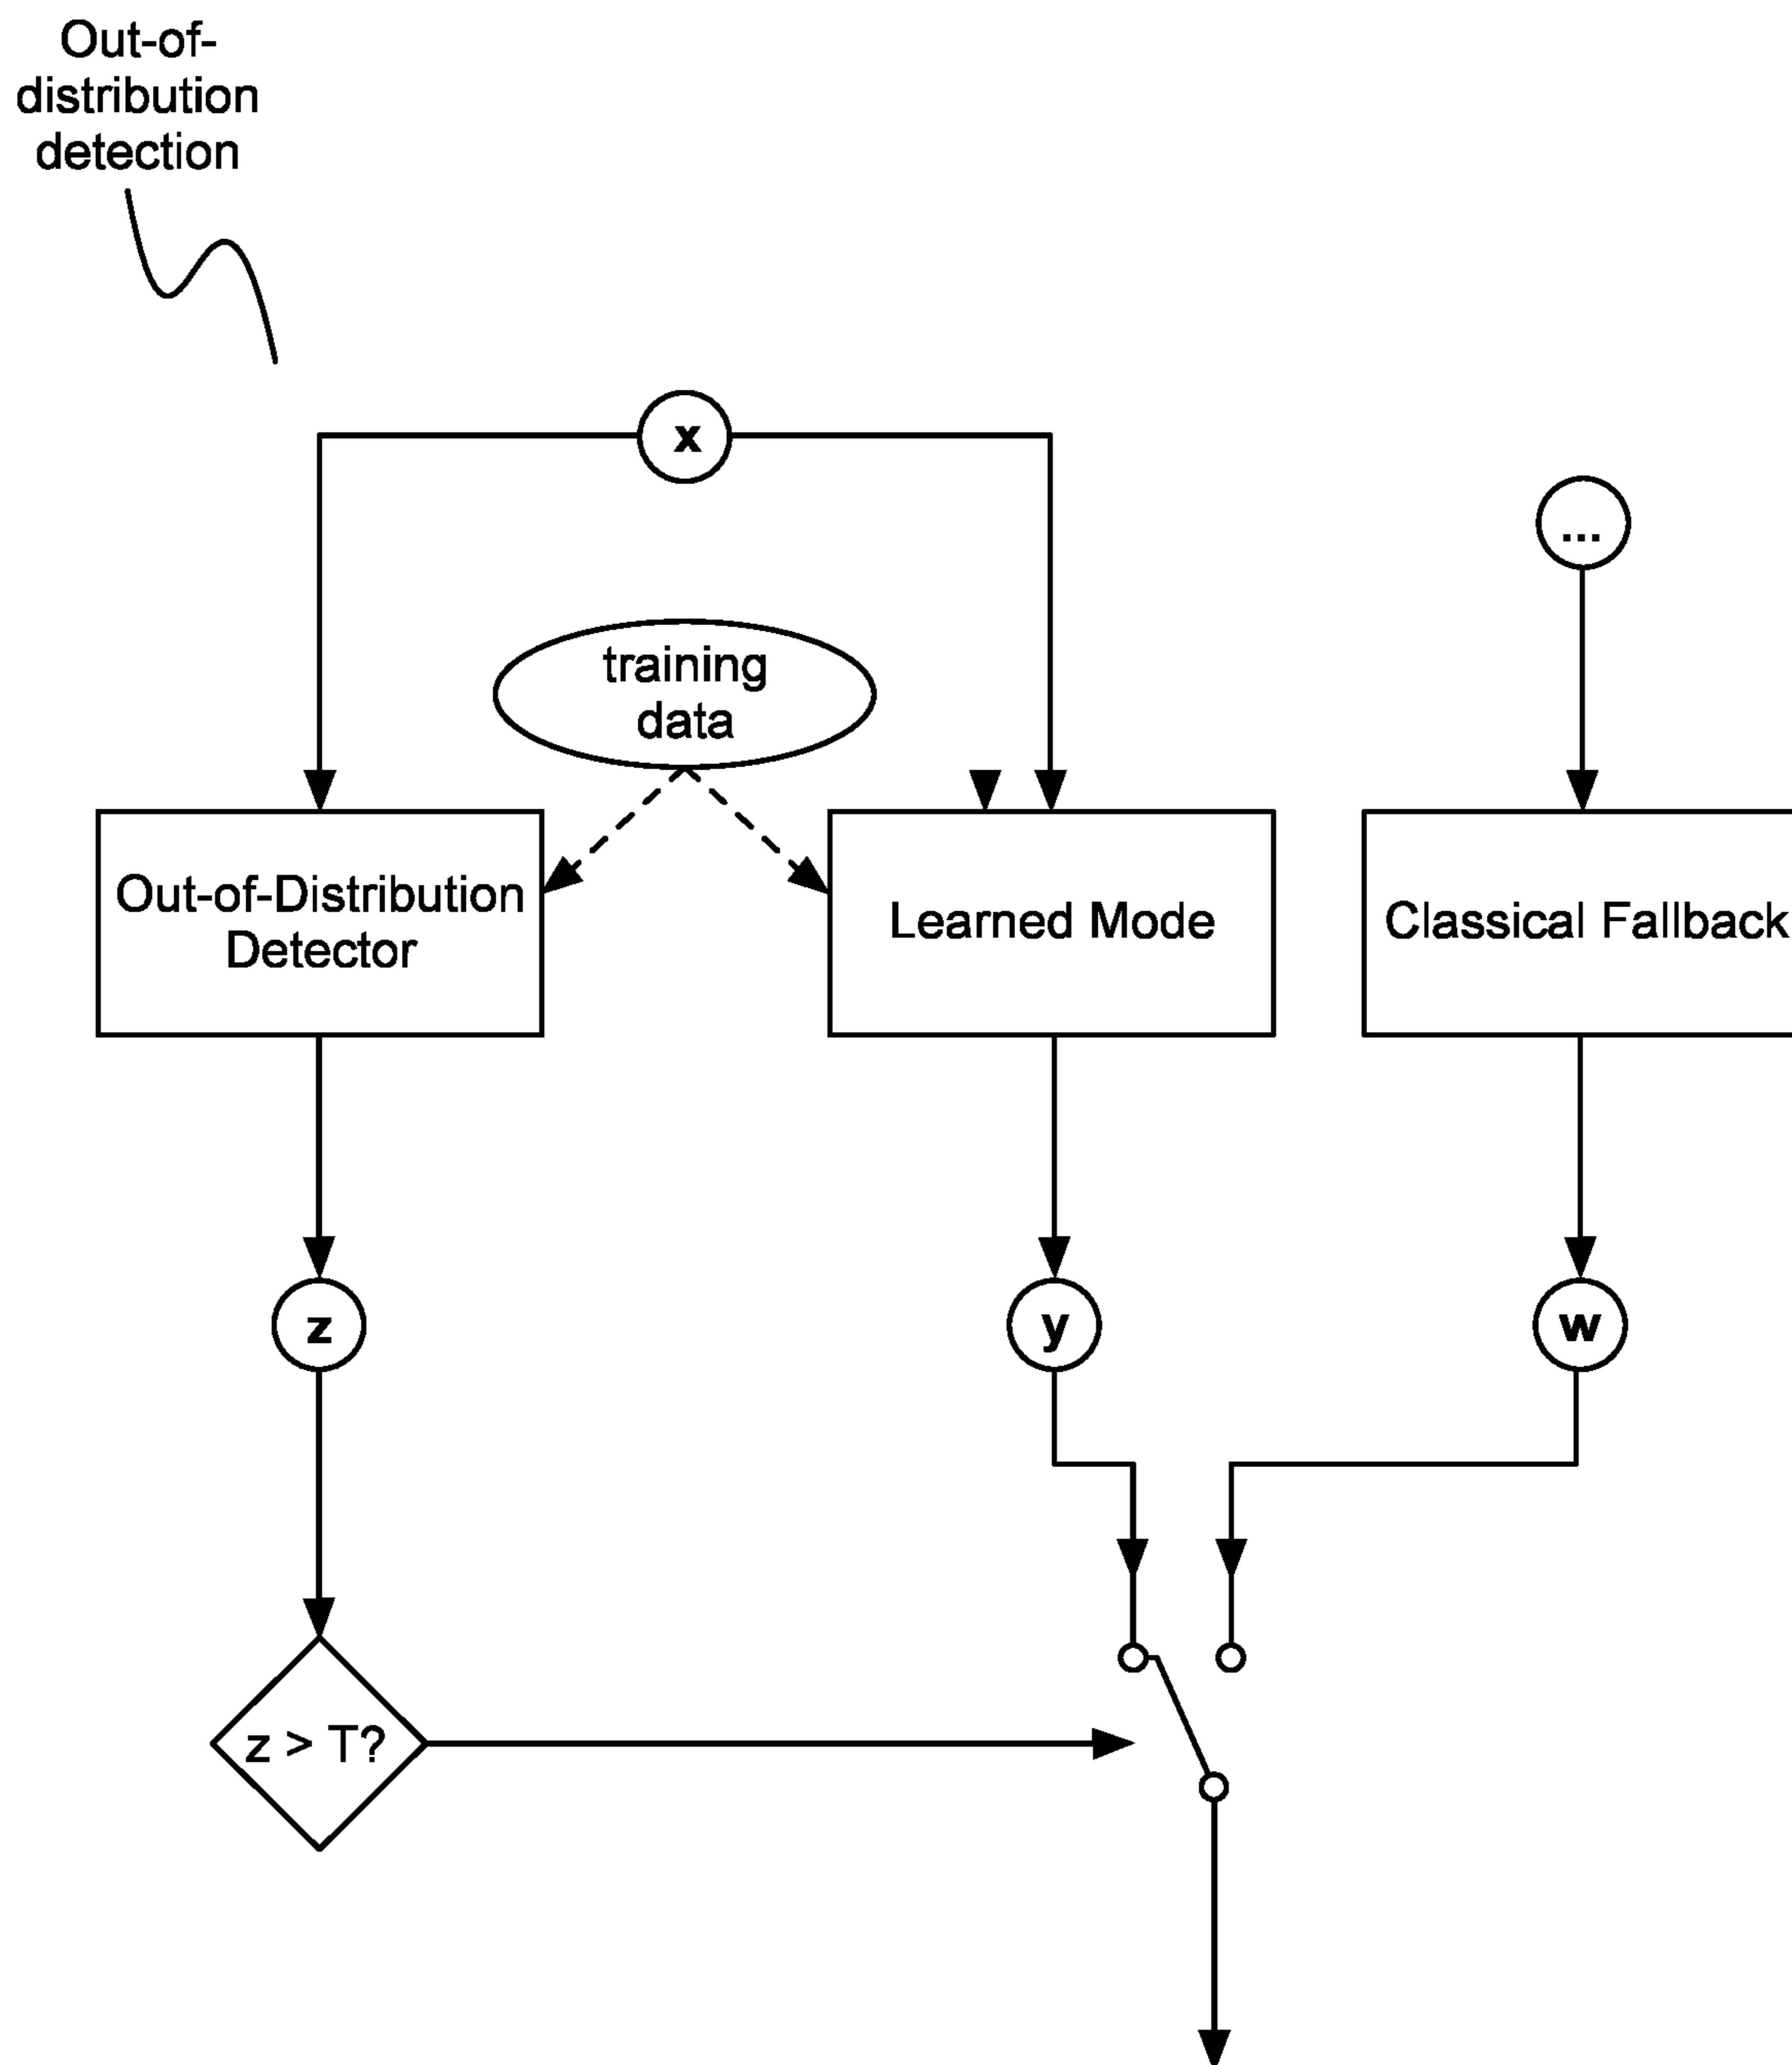 Out-of-
distribution
detection
x
...
training
data
Out-of-Distribution
Detector
Learned Mode
Classical Fallback
z
y
w
z > T?